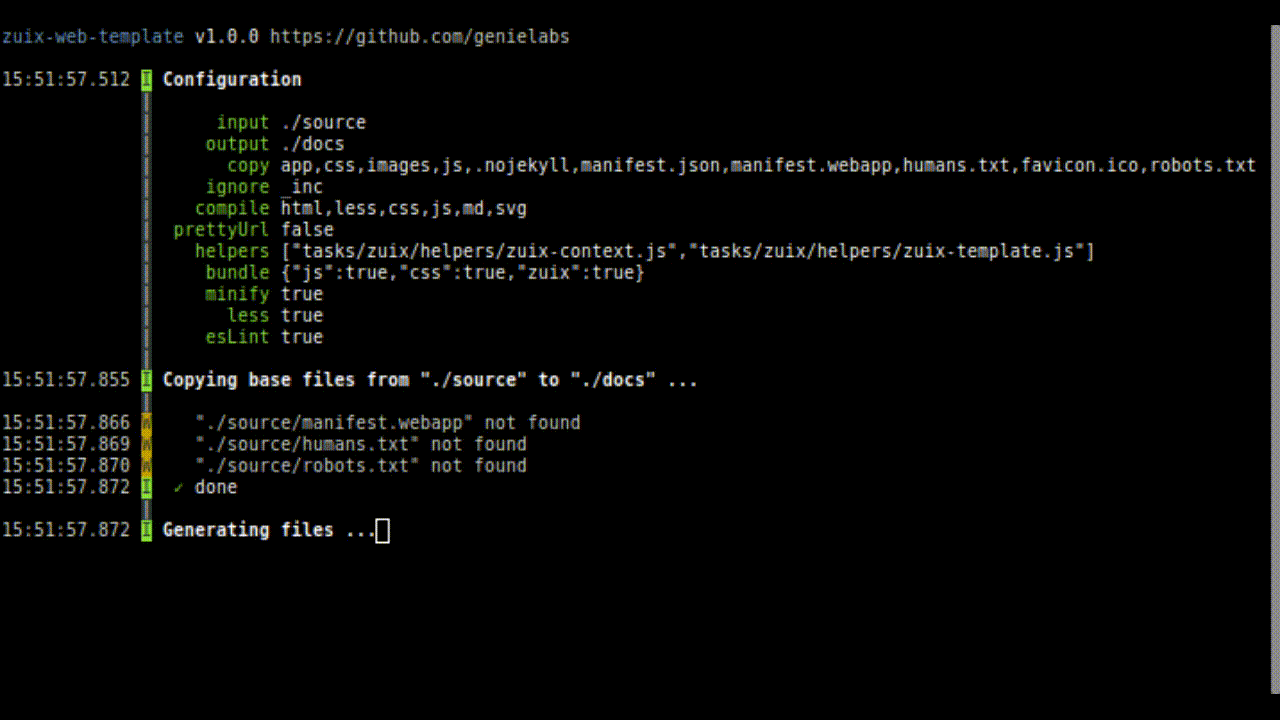 zuix-web-template v1.0.0 https://github.com/genielabs
15:51:57.512 I Configuration
input ./source
output ./docs
copy app,css,images,js,.nojekyll,manifest.json,manifest.webapp,humans.txt,favicon.ico,robots.txt
ignore _inc
compile html,less,css,js,md,svg
prettyUrl false
helpers ["tasks/zuix/helpers/zuix-context.js","tasks/zuix/helpers/zuix-template.js"]
bundle {"js":true,"css":true,"zuix":true}
minify true
less true
esLint true
15:51:57.855 I Copying base files from "./source" to "./docs" ...
15:51:57.866 W "./source/manifest.webapp" not found
15:51:57.869 W "./source/humans.txt" not found
15:51:57.870 W "./source/robots.txt" not found
15:51:57.872 I ✓ done
15:51:57.872 I Generating files ...